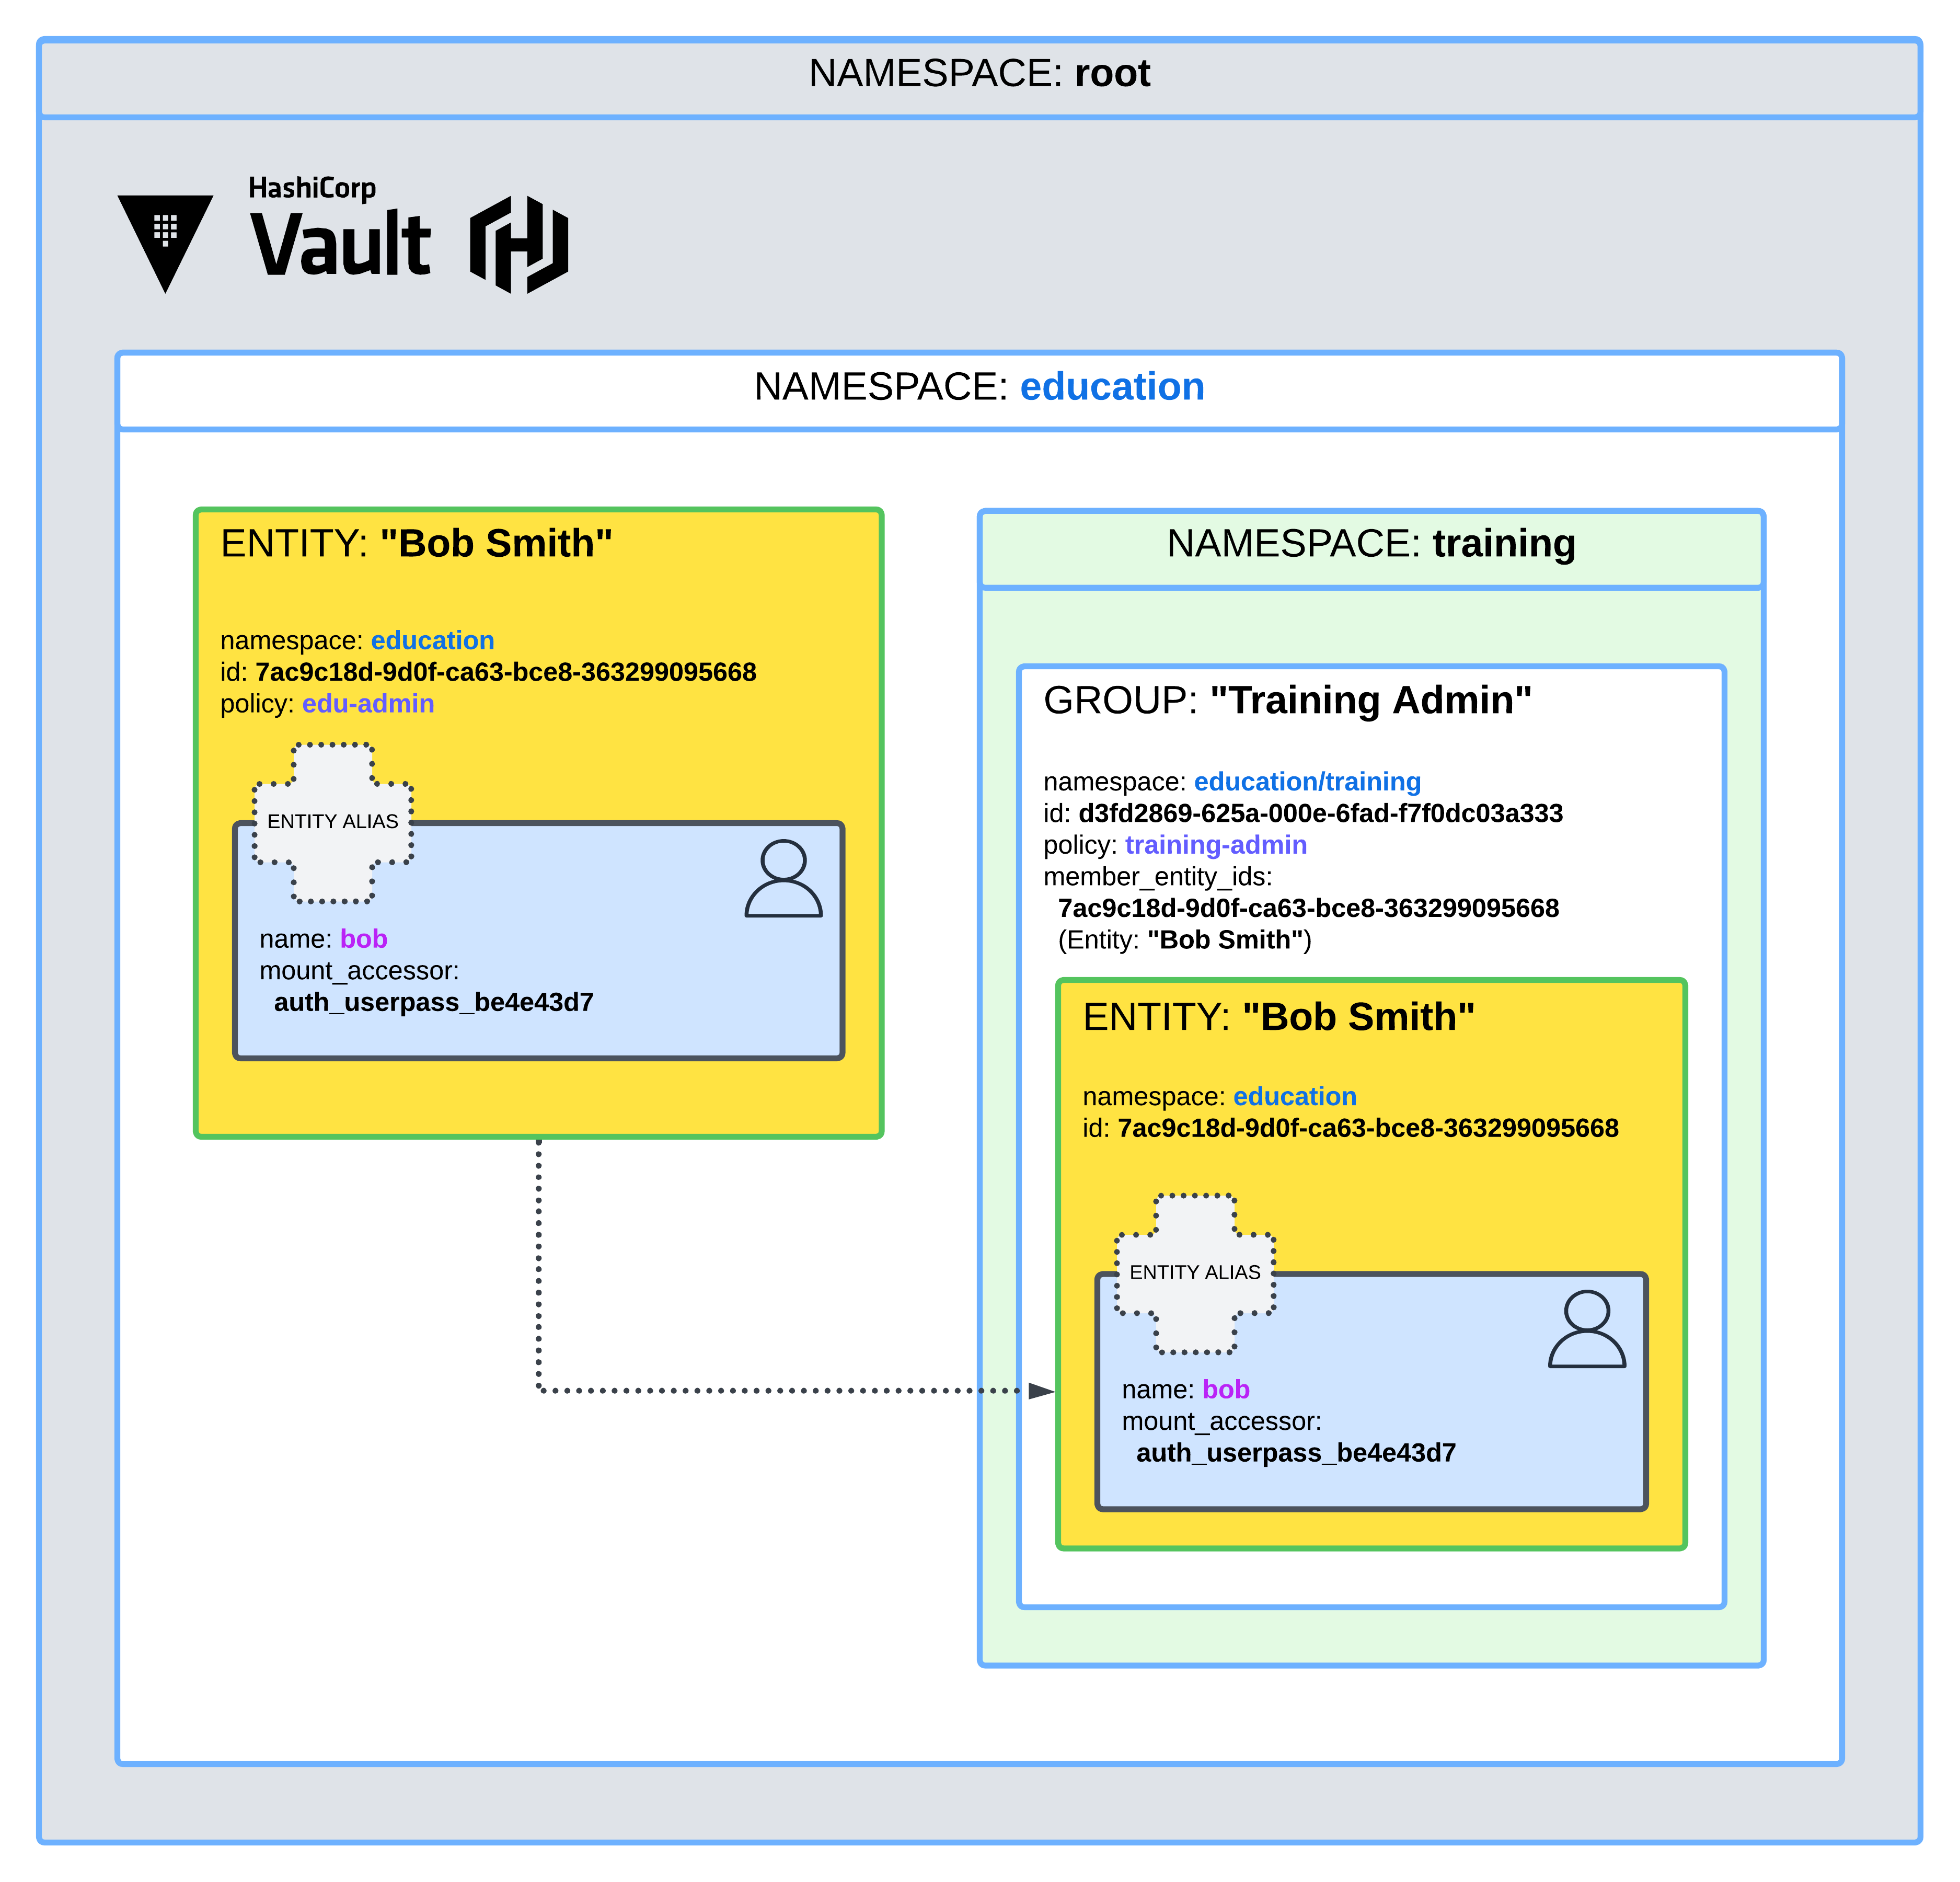 NAMESPACE: root
HashiCorp
Vault
NAMESPACE: education
ENTITY: "Bob Smith"
namespace: education
id: 7ac9c18d-9d0f-ca63-bce8-363299095668
policy: edu-admin
ENTITY ALIAS
name: bob
mount_accessor:
auth_userpass_be4e43d7
NAMESPACE: training
GROUP: "Training Admin"
namespace: education/training
id: d3fd2869-625a-000e-6fad-f7f0dc03a333
policy: training-admin
member_entity_ids:
7ac9c18d-9d0f-ca63-bce8-363299095668
(Entity: "Bob Smith")
ENTITY: "Bob Smith"
namespace: education
id: 7ac9c18d-9d0f-ca63-bce8-363299095668
ENTITY ALIAS
name: bob
mount_accessor:
auth_userpass_be4e43d7